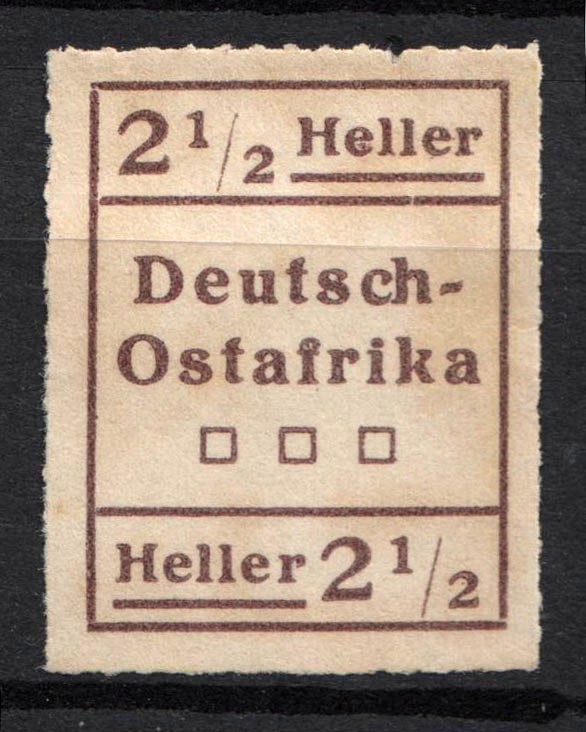 2 1/2 Heller
Deutsch-
Ostafrika
Heller 2 1/2